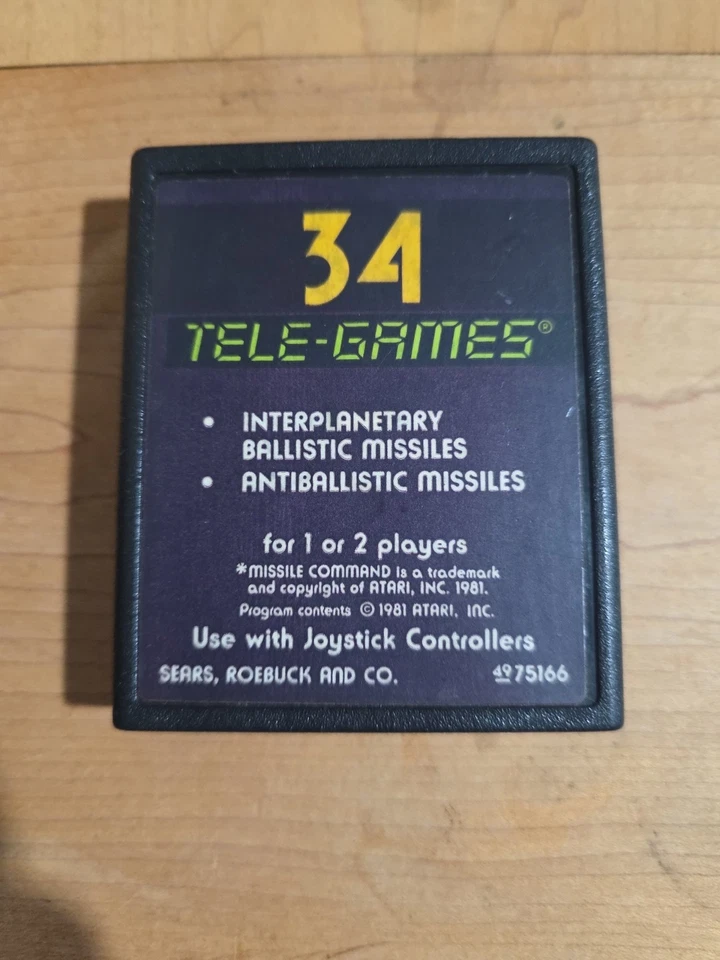 34
TELE-GAMES®
• INTERPLANETARY
BALLISTIC MISSILES
• ANTIBALLISTIC MISSILES
for 1 or 2 players
*MISSILE COMMAND is a trademark
and copyright of ATARI, INC. 1981.
Program contents © 1981 ATARI, INC.
Use with Joystick Controllers
SEARS, ROEBUCK AND CO. 49 75166